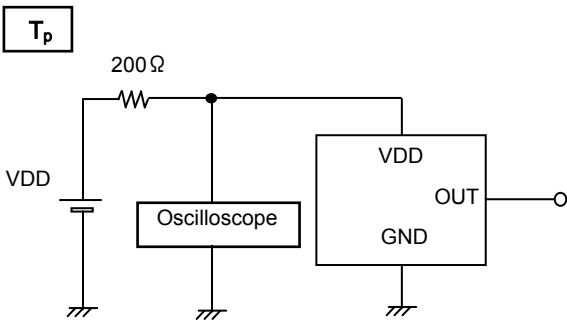 Tp
200Ω
VDD
Oscilloscope
VDD
OUT
GND